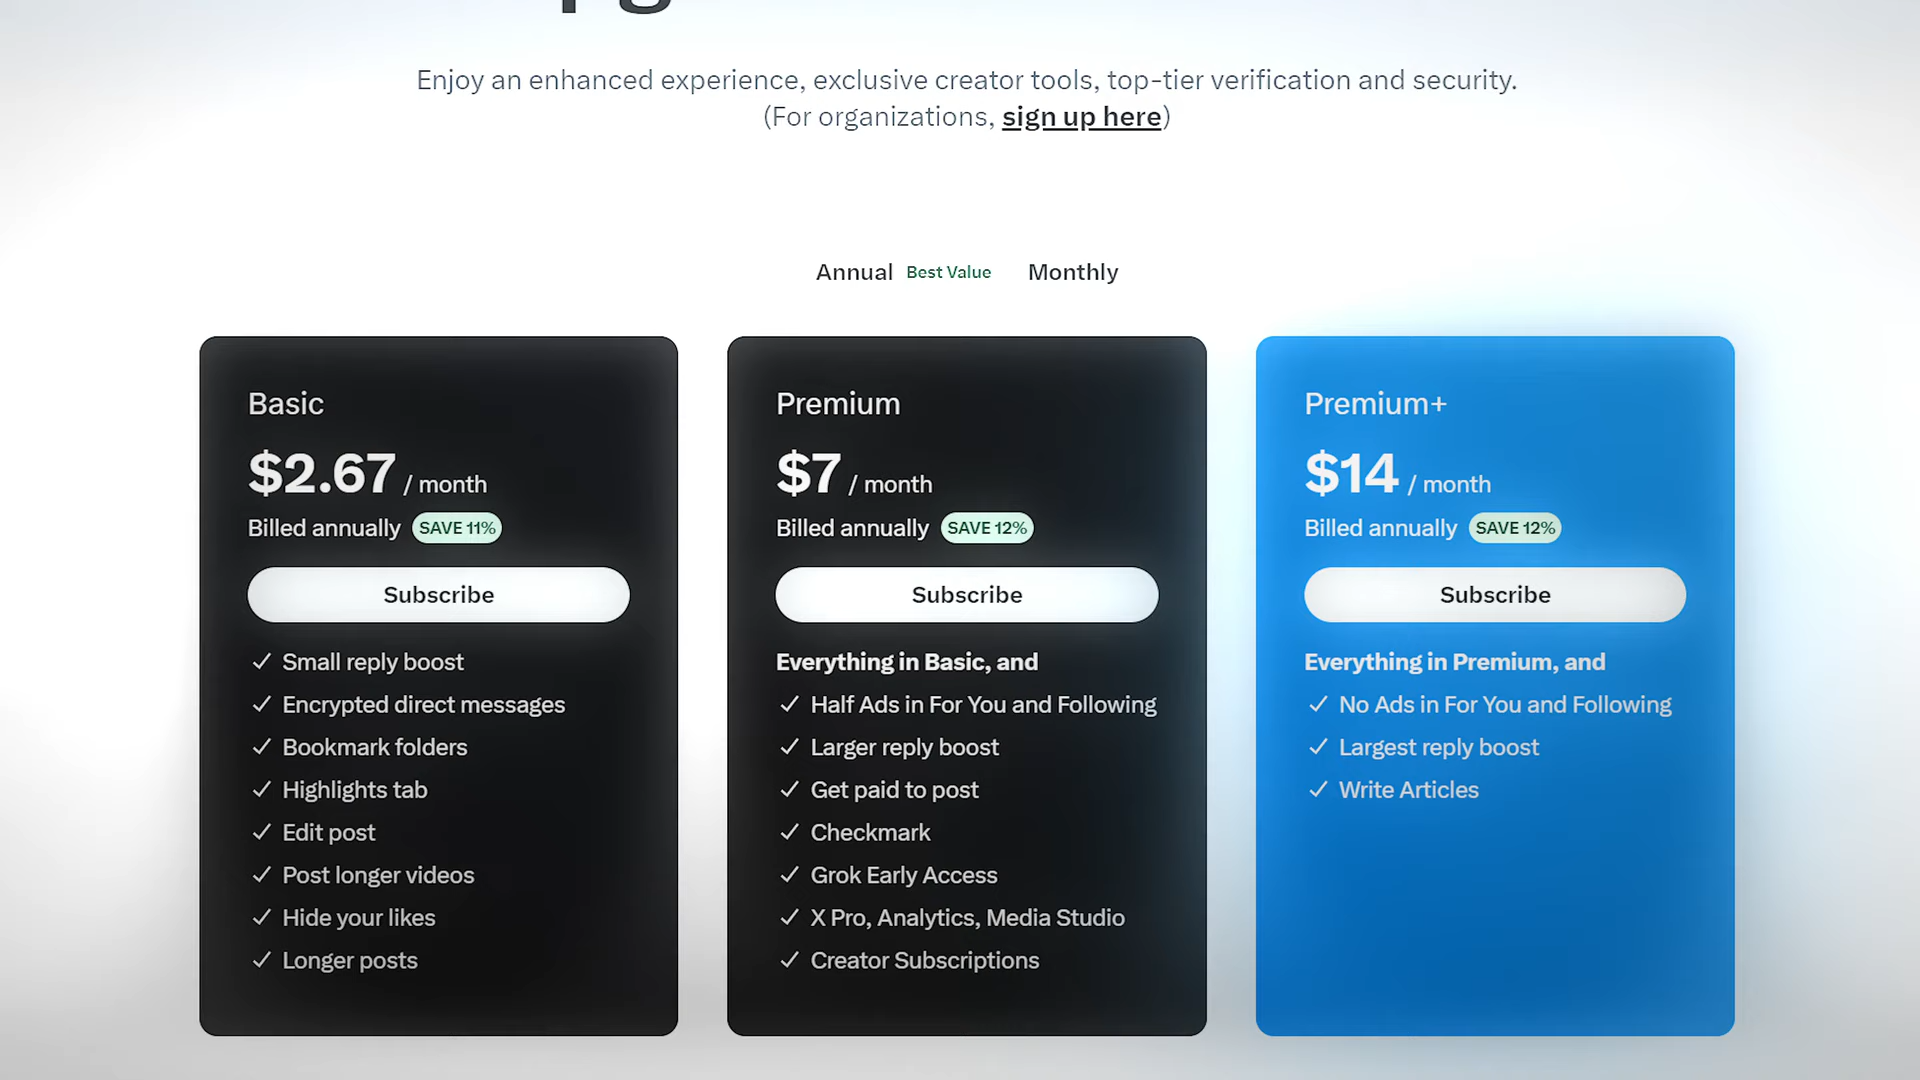 Enjoy an enhanced experience, exclusive creator tools, top-tier verification and security.
(For organizations, sign up here)
Annual Best Value Monthly
Basic
$2.67 / month
Billed annually SAVE 11%
Subscribe
✓ Small reply boost
✓ Encrypted direct messages
✓ Bookmark folders
✓ Highlights tab
✓ Edit post
✓ Post longer videos
✓ Hide your likes
✓ Longer posts
Premium
$7 / month
Billed annually SAVE 12%
Subscribe
Everything in Basic, and
✓ Half Ads in For You and Following
✓ Larger reply boost
✓ Get paid to post
✓ Checkmark
✓ Grok Early Access
✓ X Pro, Analytics, Media Studio
✓ Creator Subscriptions
Premium+
$14 / month
Billed annually SAVE 12%
Subscribe
Everything in Premium, and
✓ No Ads in For You and Following
✓ Largest reply boost
✓ Write Articles